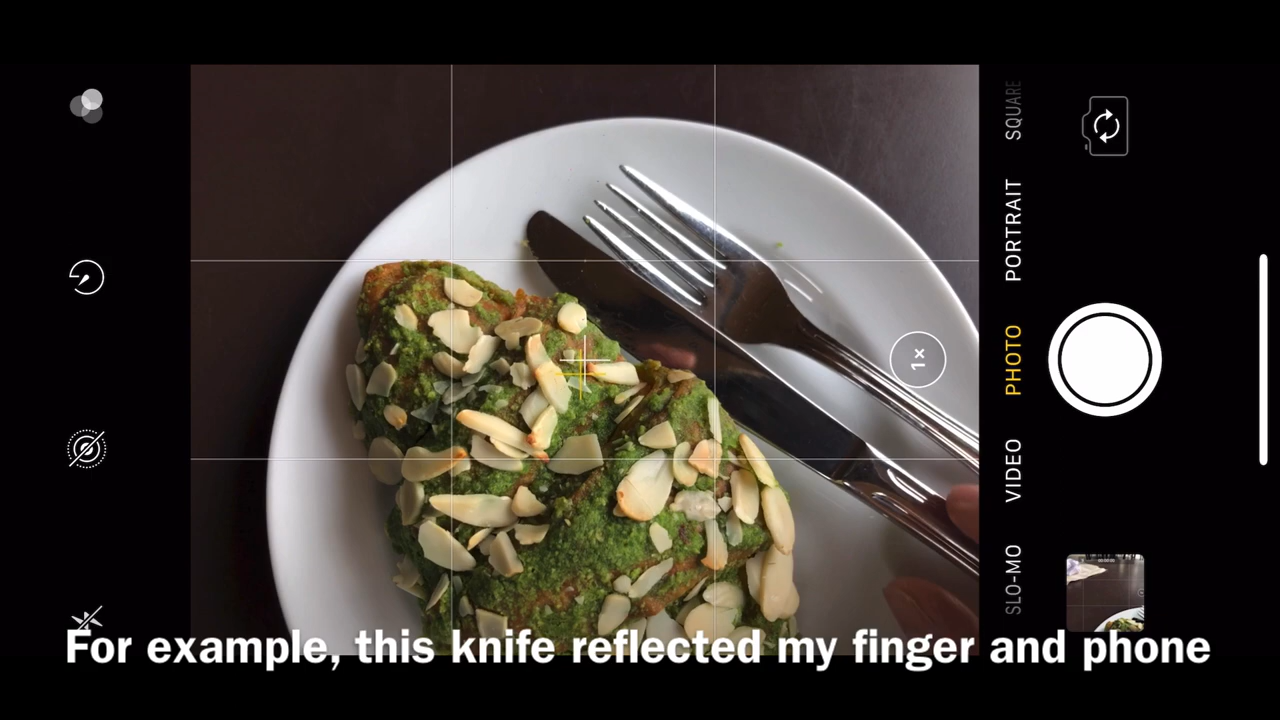 SQUARE
PORTRAIT
PHOTO
VIDEO
SLO-MO
1×
For example, this knife reflected my finger and phone